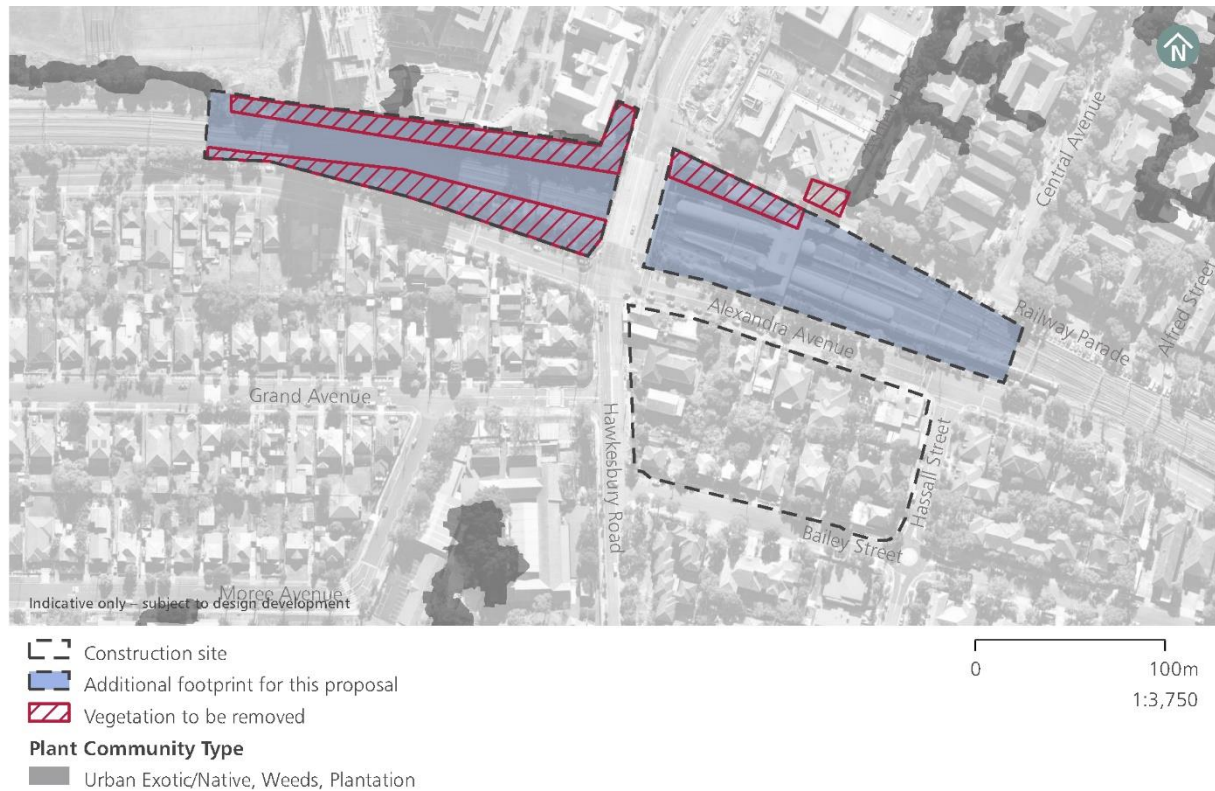 N
Central Avenue
Railway Parade
Alfred Street
Alexandra Avenue
Grand Avenue
Hawkesbury Road
Hassall Street
Bailey Street
Moree Avenue
Indicative only – subject to design development
Construction site
Additional footprint for this proposal
Vegetation to be removed
Plant Community Type
Urban Exotic/Native, Weeds, Plantation
0 100m
1:3,750